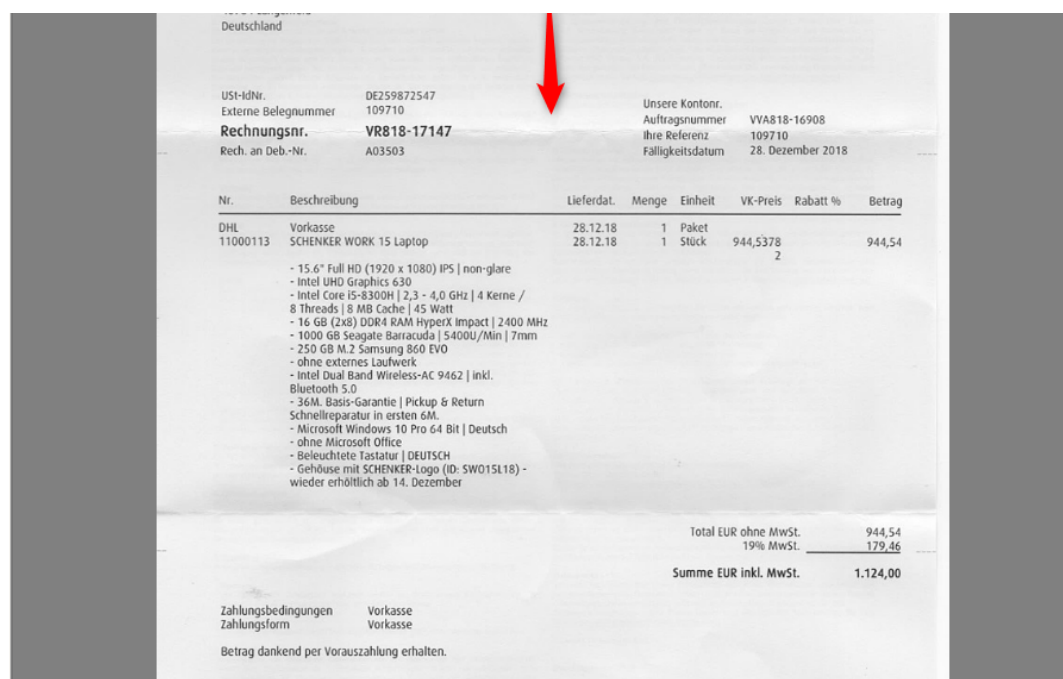 Deutschland
USt-IdNr. DE259872547
Externe Belegnummer 109710
Rechnungsnr. VR818-17147
Rech. an Deb.-Nr. A03503
Unsere Kontonr.
Auftragsnummer VVA818-16908
Ihre Referenz 109710
Fälligkeitsdatum 28. Dezember 2018
Nr. Beschreibung Lieferdat. Menge Einheit VK-Preis Rabatt % Betrag
DHL Vorkasse 28.12.18 1 Paket
11000113 SCHENKER WORK 15 Laptop 28.12.18 1 Stück 944,5378 944,54
2
- 15.6" Full HD (1920 x 1080) IPS | non-glare
- Intel UHD Graphics 630
- Intel Core i5-8300H | 2,3 - 4,0 GHz | 4 Kerne /
8 Threads | 8 MB Cache | 45 Watt
- 16 GB (2x8) DDR4 RAM HyperX Impact | 2400 MHz
- 1000 GB Seagate Barracuda | 5400U/Min | 7mm
- 250 GB M.2 Samsung 860 EVO
- ohne externes Laufwerk
- Intel Dual Band Wireless-AC 9462 | inkl.
Bluetooth 5.0
- 36M. Basis-Garantie | Pickup & Return
Schnellreparatur in ersten 6M.
- Microsoft Windows 10 Pro 64 Bit | Deutsch
- ohne Microsoft Office
- Beleuchtete Tastatur | DEUTSCH
- Gehöuse mit SCHENKER-Logo (ID: SW015L18) -
wieder erhöltlich ab 14. Dezember
Total EUR ohne MwSt. 944,54
19% MwSt. 179,46
Summe EUR inkl. MwSt. 1.124,00
Zahlungsbedingungen Vorkasse
Zahlungsform Vorkasse
Betrag dankend per Vorauszahlung erhalten.